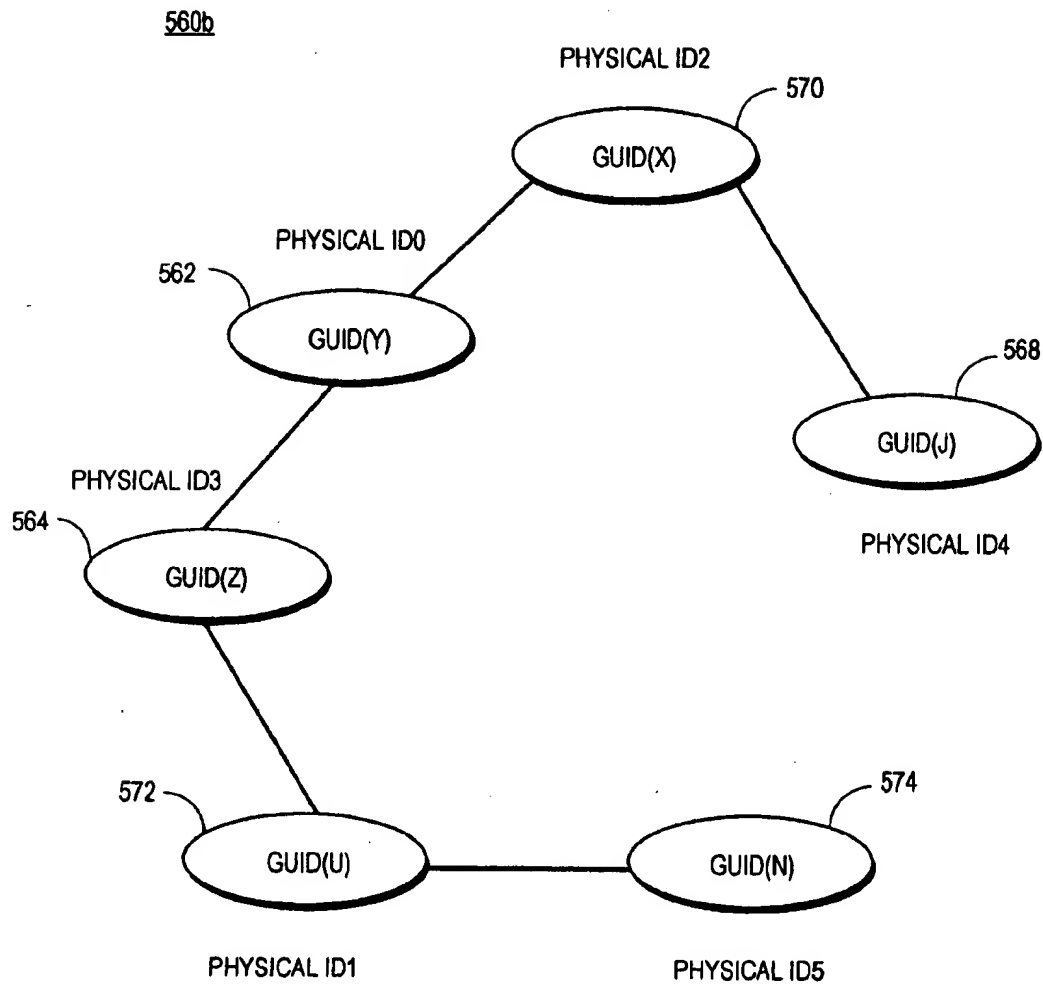 560b
PHYSICAL ID2
570
GUID(X)
PHYSICAL ID0
562
GUID(Y)
568
GUID(J)
PHYSICAL ID3
564
PHYSICAL ID4
GUID(Z)
572
574
GUID(U)
GUID(N)
PHYSICAL ID1
PHYSICAL ID5